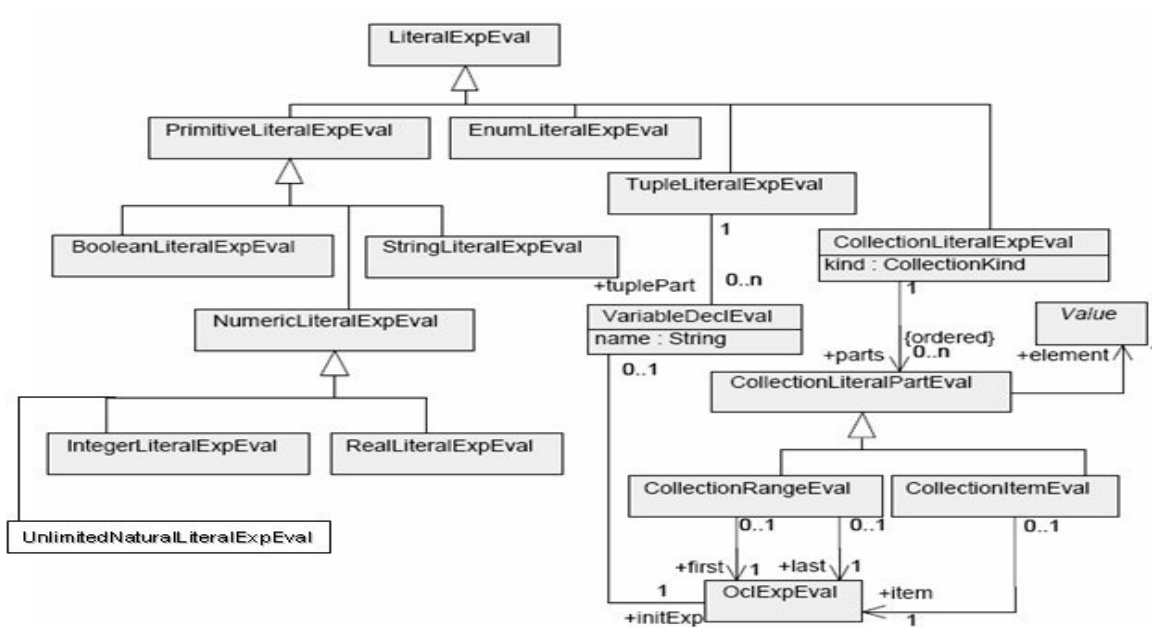 LiteralExpEval
PrimitiveLiteralExpEval
EnumLiteralExpEval
TupleLiteralExpEval
1
BooleanLiteralExpEval
StringLiteralExpEval
CollectionLiteralExpEval
kind : CollectionKind
1
+tuplePart
0..n
NumericLiteralExpEval
VariableDeclEval
name : String
0..1
Value
{ordered}
+parts
0..n
+element
CollectionLiteralPartEval
IntegerLiteralExpEval
RealLiteralExpEval
CollectionRangeEval
CollectionItemEval
0..1
0..1
0..1
UnlimitedNaturalLiteralExpEval
+first
1
+last
1
1
+initExp
OclExpEval
+item
1